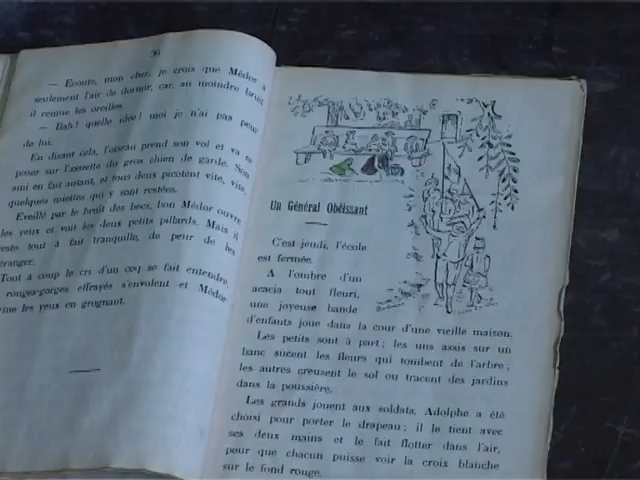 36
— Ecoute, mon cher, je crois que Médor a
seulement l'air de dormir, car, au moindre bruit
il remue les oreilles.
— Bah! quelle idée! moi je n'ai pas peur
de lui.
En disant cela, l'oiseau prend son vol et va se
poser sur l'assiette du gros chien de garde. Son
ami en fait autant, et tous deux picotent vite, vite,
quelques miettes qui y sont restées.
Eveillé par le bruit des becs, bon Médor ouvre
les yeux et voit les deux petits pillards. Mais il
reste tout à fait tranquille, de peur de les
éranger.
Tout à coup le cri d'un coq se fait entendre,
rouges-gorges effrayés s'envolent et Médor
les yeux en grognant.
Un Général Obéissant
C'est jeudi, l'école
est fermée.
A l'ombre d'un
acacia tout fleuri,
une joyeuse bande
d'enfants joue dans la cour d'une vieille maison.
Les petits sont à part; les uns assis sur un
banc sucent les fleurs qui tombent de l'arbre;
les autres creusent le sol ou tracent des jardins
dans la poussière.
Les grands jouent aux soldats. Adolphe a été
choisi pour porter le drapeau; il le tient avec
ses deux mains et le fait flotter dans l'air,
pour que chacun puisse voir la croix blanche
sur le fond rouge.